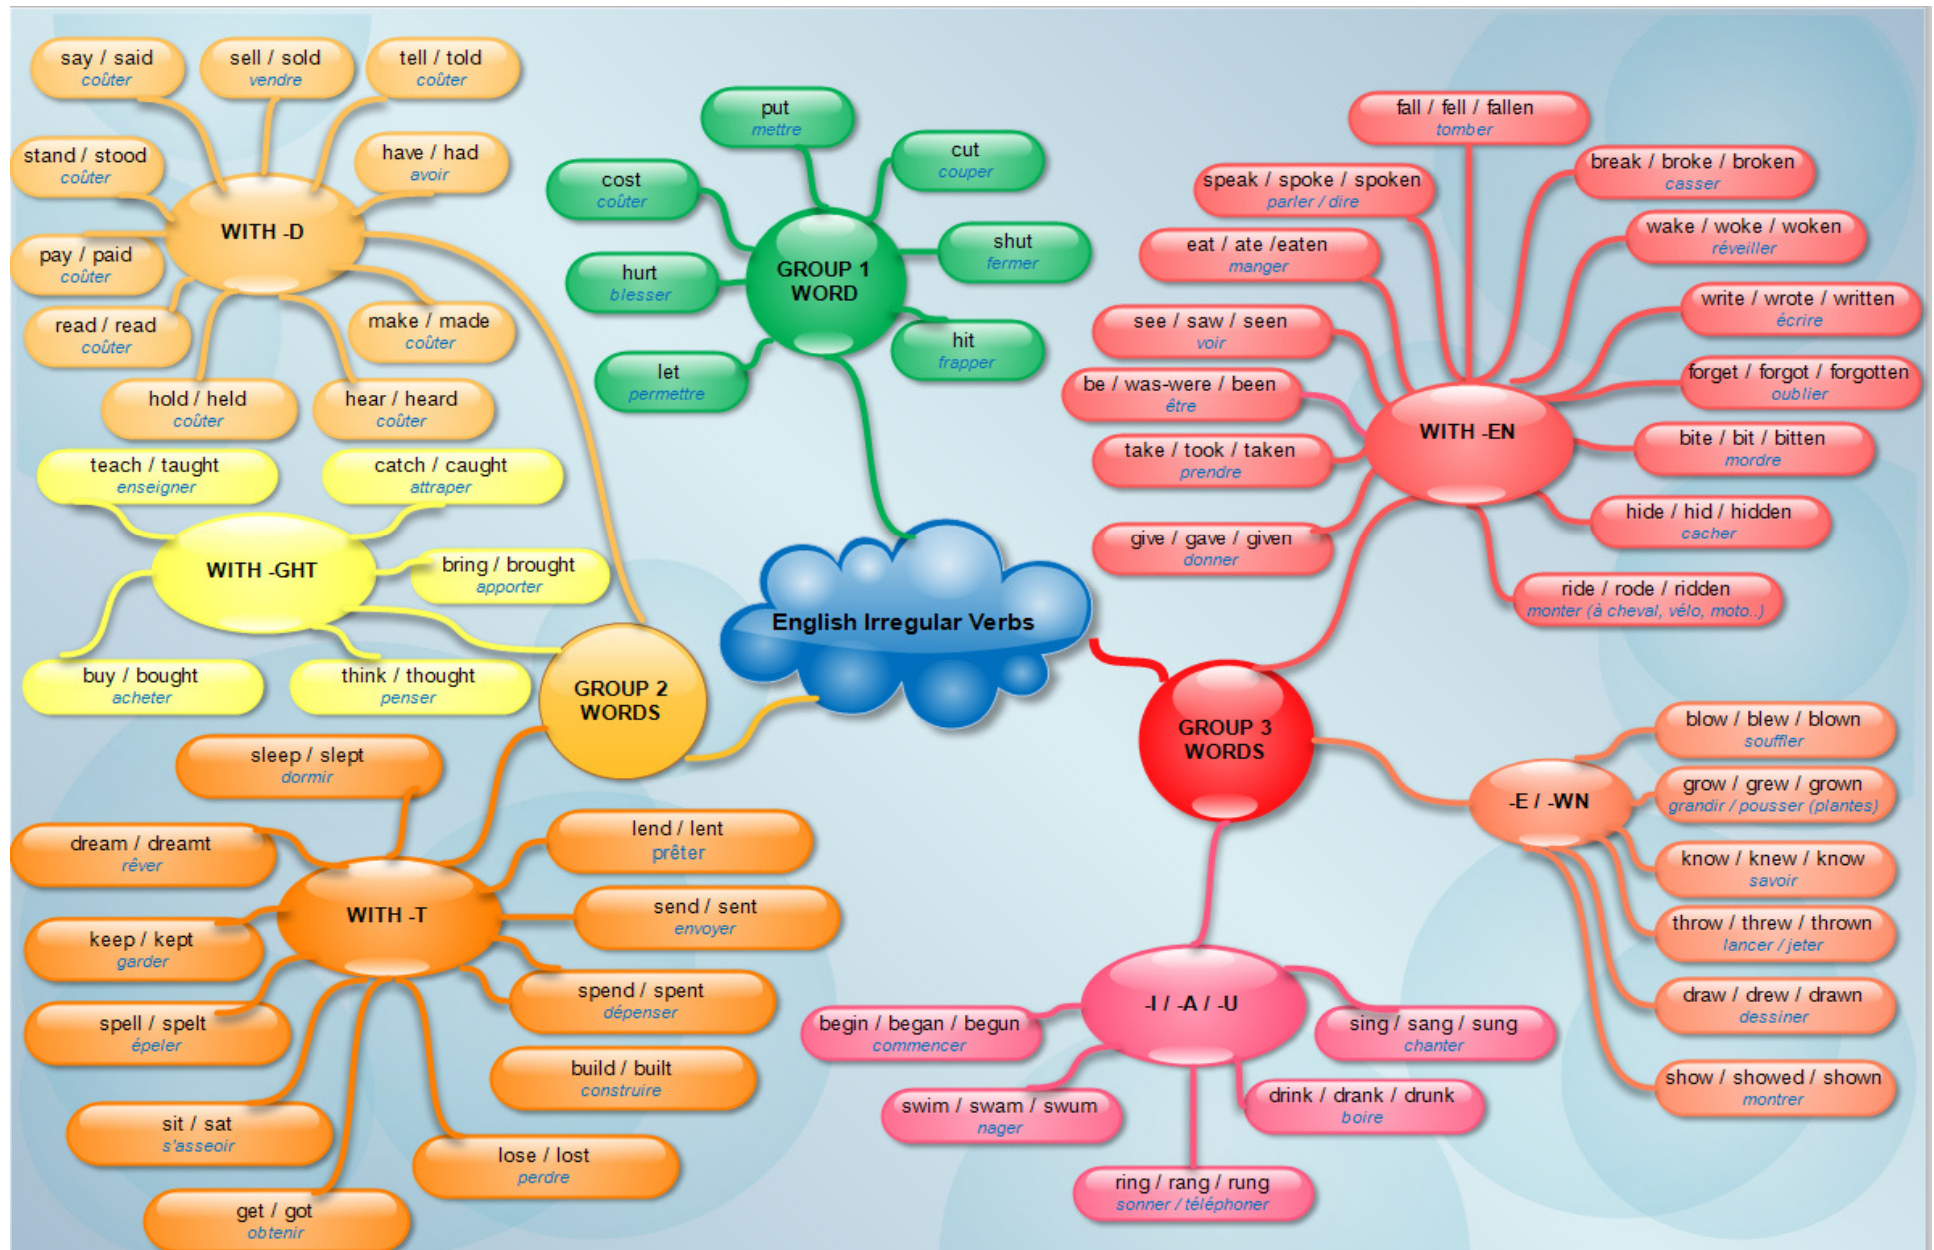 say / said
coûter
sell / sold
vendre
tell / told
coûter
stand / stood
coûter
have / had
avoir
WITH -D
pay / paid
coûter
read / read
coûter
make / made
coûter
hold / held
coûter
hear / heard
coûter
teach / taught
enseigner
catch / caught
attraper
WITH -GHT
bring / brought
apporter
buy / bought
acheter
think / thought
penser
GROUP 2
WORDS
sleep / slept
dormir
dream / dreamt
rêver
lend / lent
prêter
WITH -T
send / sent
envoyer
keep / kept
garder
spend / spent
dépenser
spell / spelt
épeler
build / built
construire
sit / sat
s'asseoir
lose / lost
perdre
get / got
obtenir
put
mettre
cut
couper
cost
coûter
shut
fermer
GROUP 1
WORD
hurt
blesser
hit
frapper
let
permettre
English Irregular Verbs
fall / fell / fallen
tomber
break / broke / broken
casser
speak / spoke / spoken
parler / dire
wake / woke / woken
réveiller
eat / ate /eaten
manger
write / wrote / written
écrire
see / saw / seen
voir
forget / forgot / forgotten
oublier
be / was-were / been
être
WITH -EN
bite / bit / bitten
mordre
take / took / taken
prendre
hide / hid / hidden
cacher
give / gave / given
donner
ride / rode / ridden
monter (à cheval, vélo, moto..)
GROUP 3
WORDS
blow / blew / blown
souffler
-E / -WN
grow / grew / grown
grandir / pousser (plantes)
know / knew / know
savoir
throw / threw / thrown
lancer / jeter
draw / drew / drawn
dessiner
show / showed / shown
montrer
-I / -A / -U
begin / began / begun
commencer
sing / sang / sung
chanter
swim / swam / swum
nager
drink / drank / drunk
boire
ring / rang / rung
sonner / téléphoner